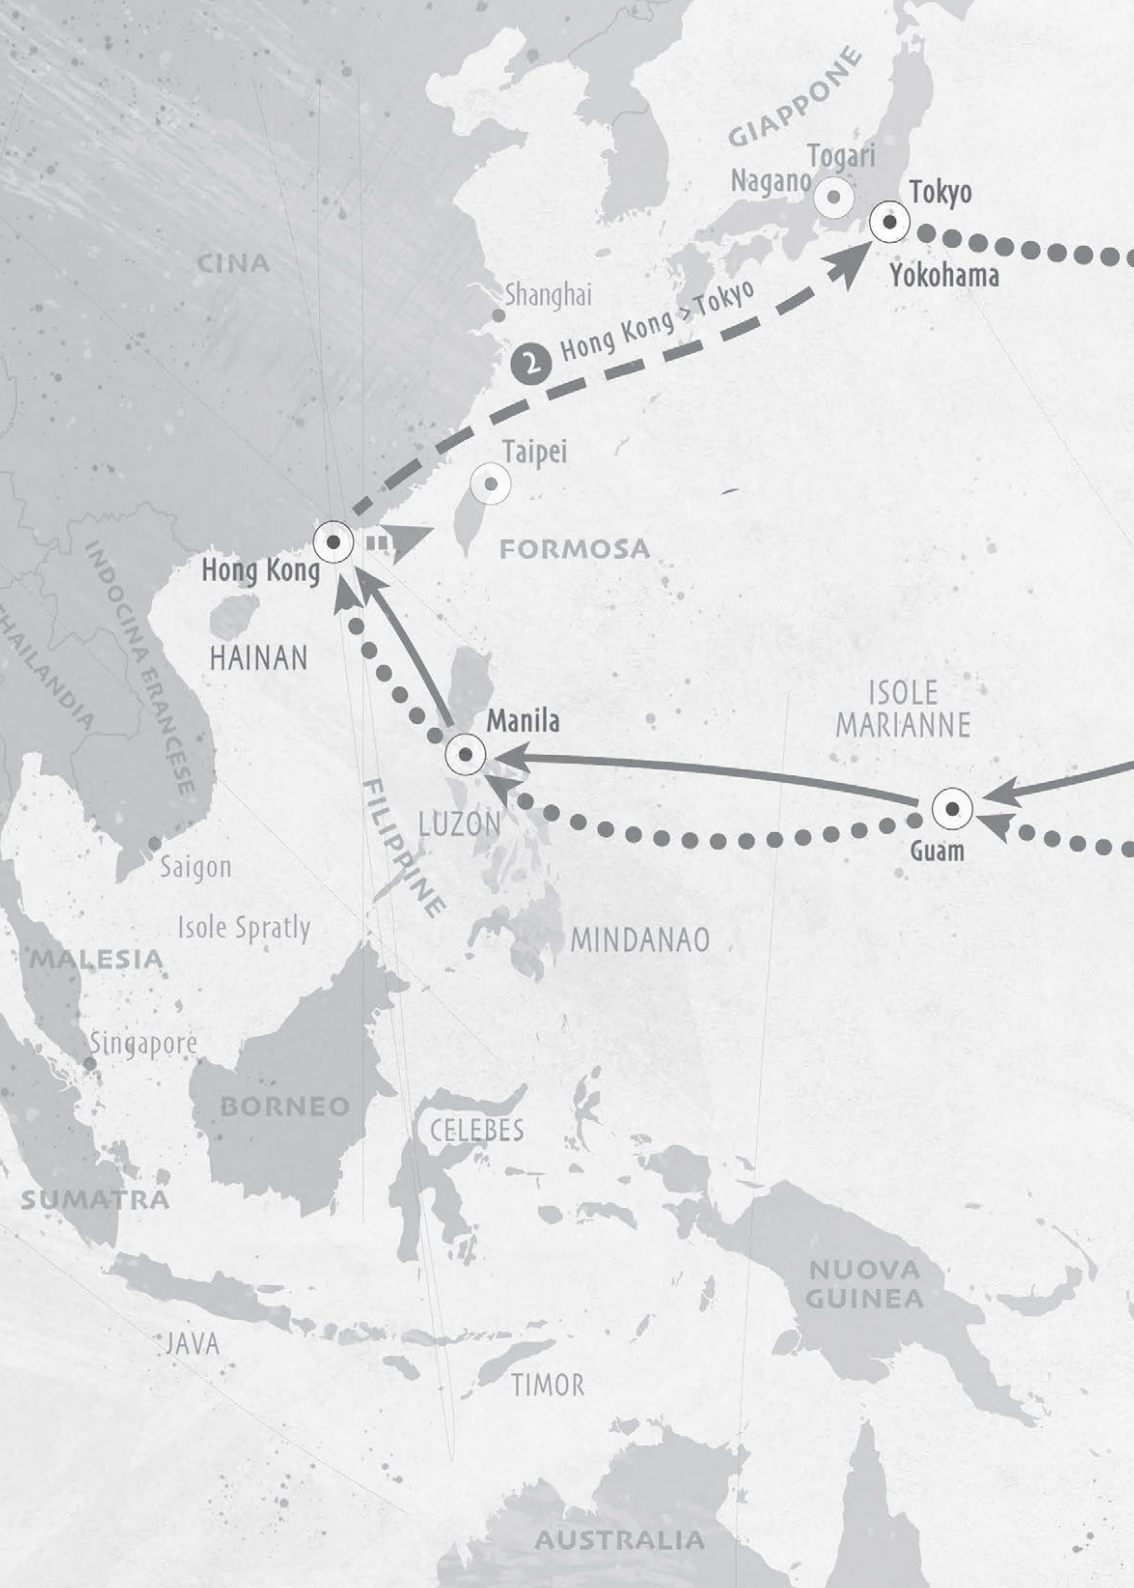 GIAPPONE
Togari
Nagano
Tokyo
Yokohama
CINA
Shanghai
2 Hong Kong > Tokyo
Taipei
FORMOSA
Hong Kong
HAINAN
INDOCINA FRANCESE
THAILANDIA
ISOLE
MARIANNE
Manila
LUZON
FILIPPINE
Guam
Saigon
Isole Spratly
MINDANAO
MALESIA
Singapore
BORNEO
CELEBES
SUMATRA
NUOVA
GUINEA
JAVA
TIMOR
AUSTRALIA